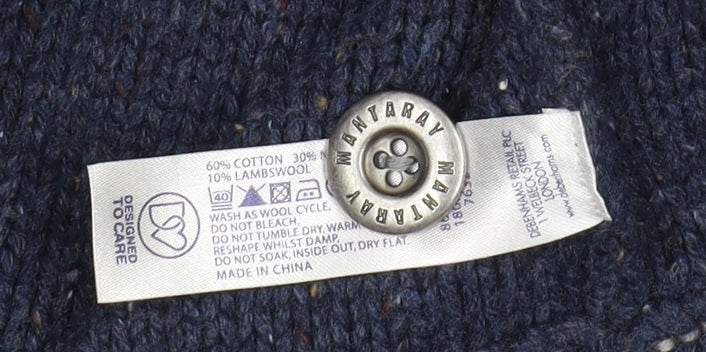 MANTARAY MANTARAY
DESIGNED
TO CARE
60% COTTON 30% N
10% LAMBSWOOL
40
WASH AS WOOL CYCLE,
DO NOT BLEACH.
DO NOT TUMBLE DRY, WARM
RESHAPE WHILST DAMP,
DO NOT SOAK, INSIDE OUT, DRY FLAT.
MADE IN CHINA
DEBENHAMS RETAIL PLC
1 WELBECK STREET
LONDON